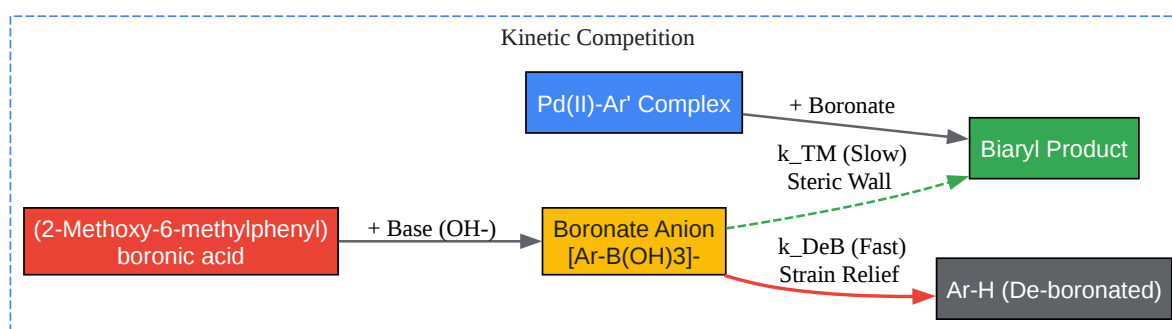 Kinetic Competition
Pd(II)-Ar' Complex
+ Boronate
Biaryl Product
k_TM (Slow)
Steric Wall
(2-Methoxy-6-methylphenyl)
boronic acid
+ Base (OH-)
Boronate Anion
[Ar-B(OH)3]-
k_DeB (Fast)
Strain Relief
Ar-H (De-boronated)